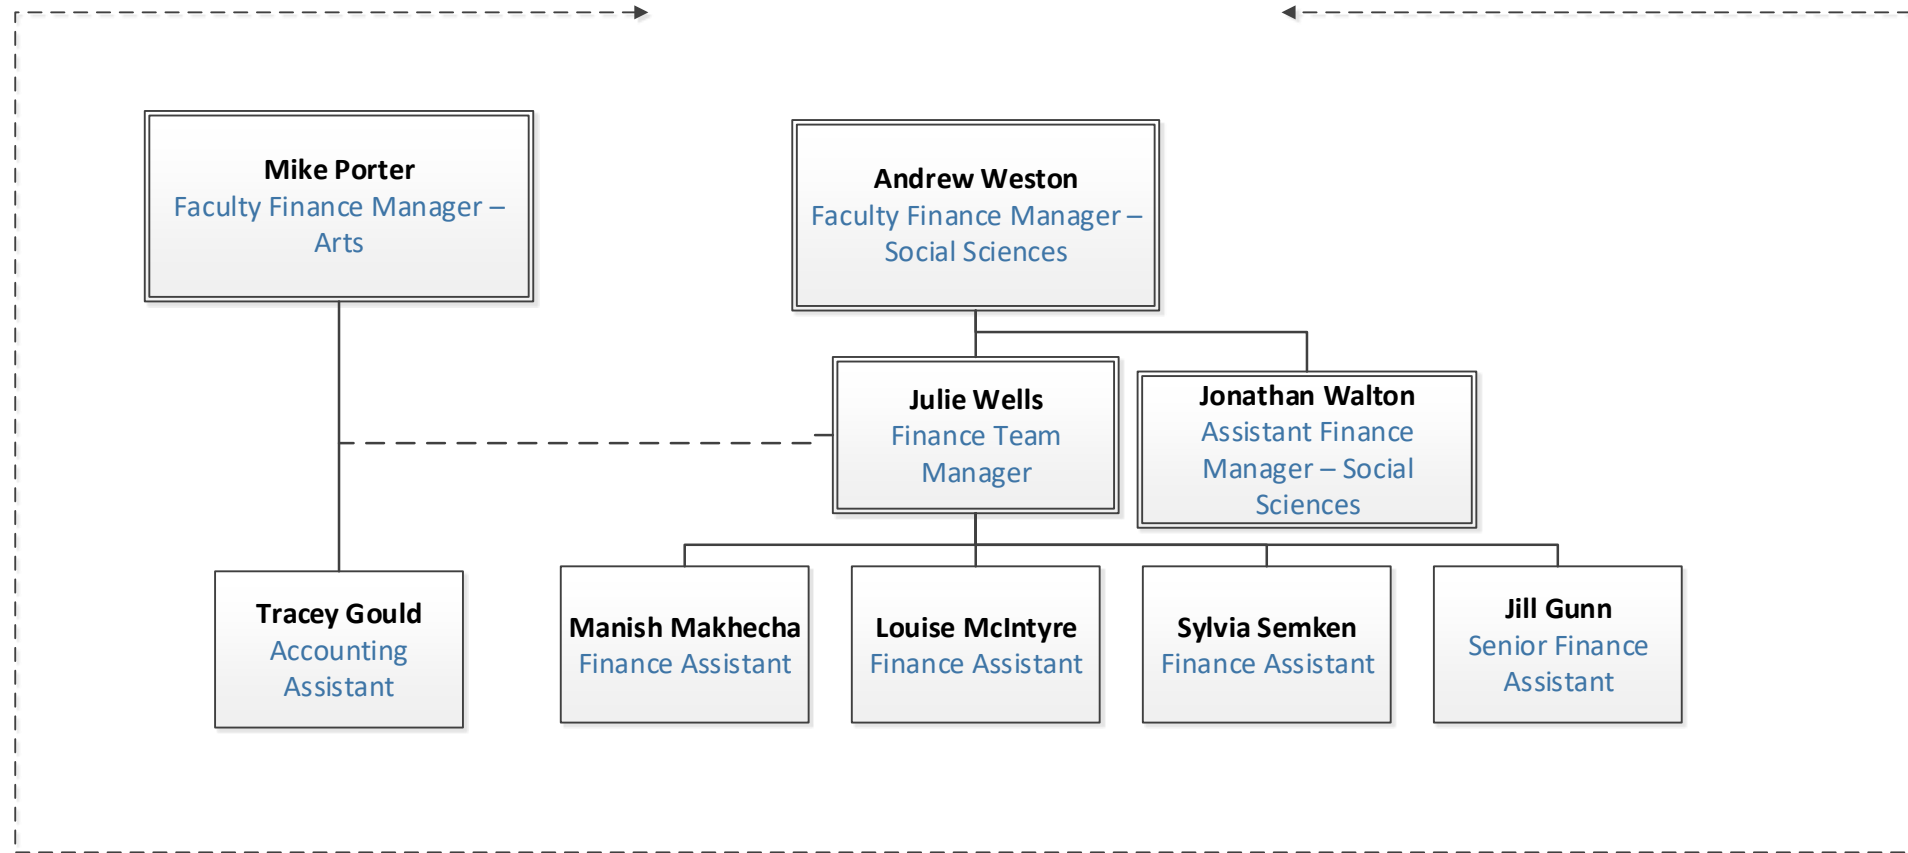 Mike Porter
Faculty Finance Manager –
Arts
Andrew Weston
Faculty Finance Manager –
Social Sciences
Julie Wells
Finance Team
Manager
Jonathan Walton
Assistant Finance
Manager – Social
Sciences
Tracey Gould
Accounting
Assistant
Manish Makhecha
Finance Assistant
Louise McIntyre
Finance Assistant
Sylvia Semken
Finance Assistant
Jill Gunn
Senior Finance
Assistant